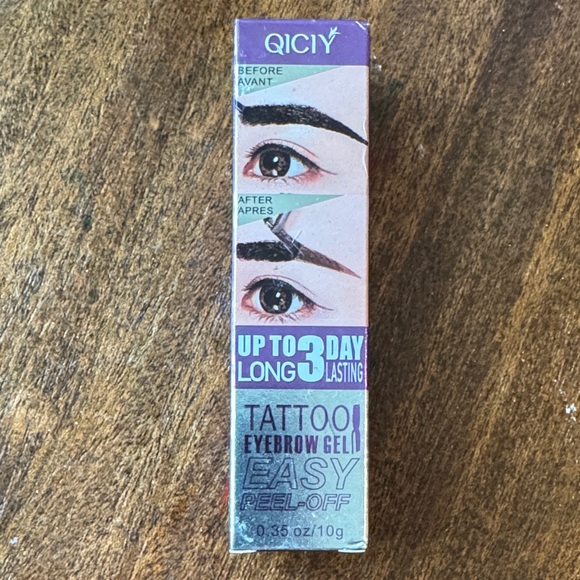 QICIY
BEFORE
AVANT
AFTER
APRES
UP TO 3 DAY
LONG LASTING
TATTOO
EYEBROW GEL
EASY
PEEL-OFF
0.35 oz/10g